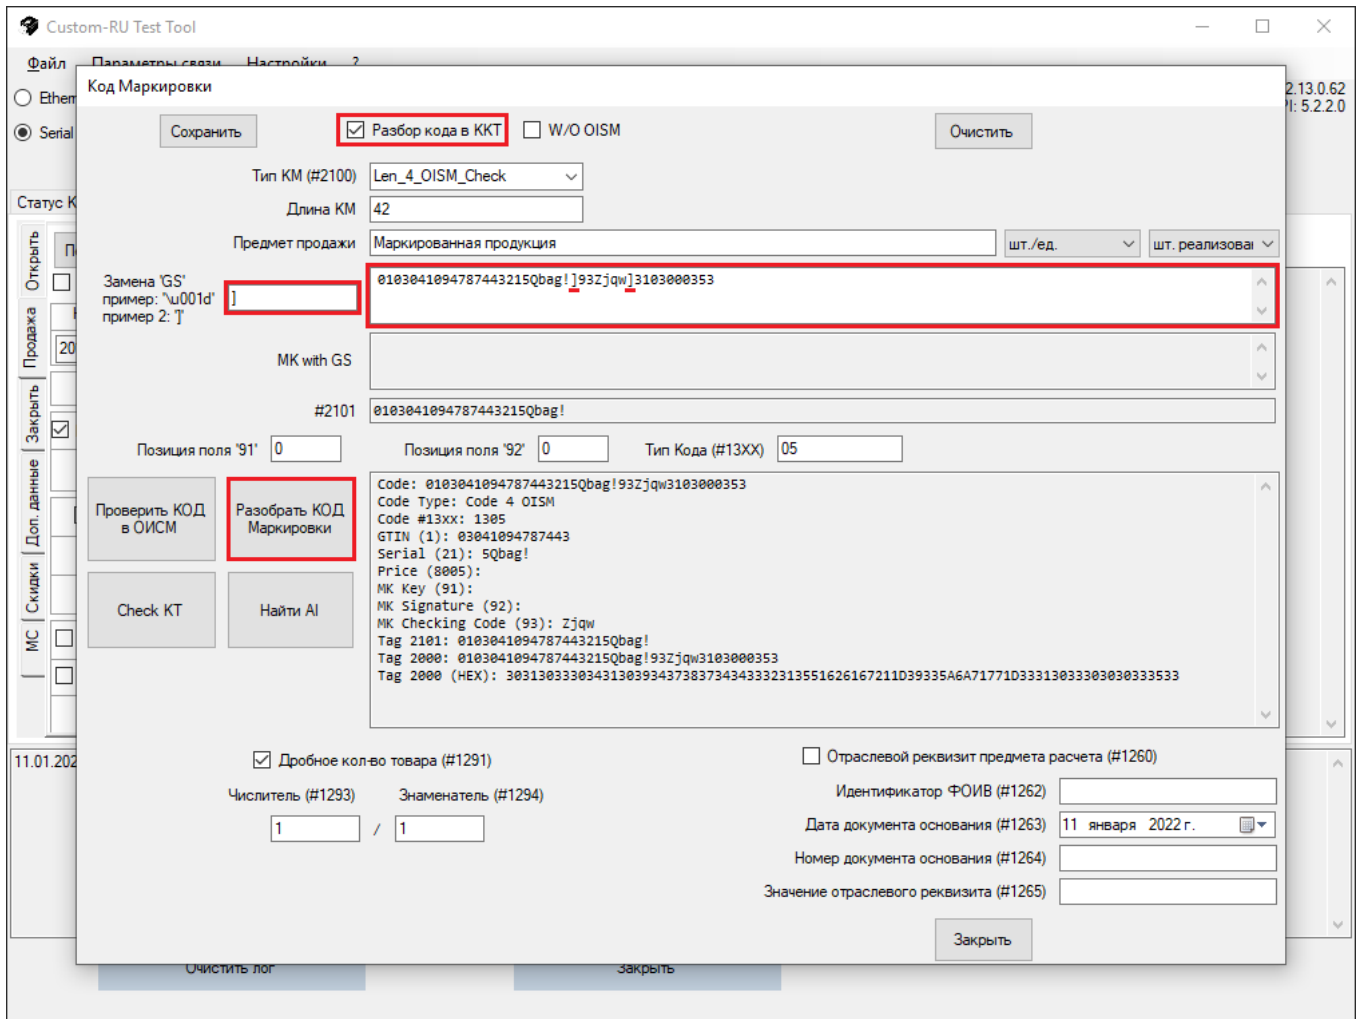 Custom-RU Test Tool
Файл Параметры связи Настройки ?
Код Маркировки
2.13.0.62
5.2.2.0
Serial
Сохранить
Разбор кода в ККТ
W/O OISM
Очистить
Тип КМ (#2100) Len_4_OISM_Check
Длина КМ 42
Статус К
Предмет продажи Маркированная продукция шт./ед.
Открыть
Продажа
Закрыть
Доп. данные
Скидки
МС
20
Замена 'GS'
пример: '\u001d'
пример 2: ']'
]
0103041094787443215Qbag!]93Zjqw]3103000353
MK with GS
#2101 0103041094787443215Qbag!
Позиция поля '91' 0 Позиция поля '92' 0 Тип Кода (#13XX) 05
Проверить КОД
в ОИСМ
Разобрать КОД
Маркировки
Check KT
Найти AI
Code: 0103041094787443215Qbag!93Zjqw3103000353
Code Type: Code 4 OISM
Code #13xx: 1305
GTIN (1): 03041094787443
Serial (21): 5Qbag!
Price (8005):
MK Key (91):
MK Signature (92):
MK Checking Code (93): Zjqw
Tag 2101: 0103041094787443215Qbag!
Tag 2000: 0103041094787443215Qbag!93Zjqw3103000353
Tag 2000 (HEX): 303130333034313039343738373434333231355162616721​1D39335A6A71771D33313033303030333533
11.01.202
Дробное кол-во товара (#1291)
Числитель (#1293) Знаменатель (#1294)
1 / 1
Отраслевой реквизит предмета расчета (#1260)
Идентификатор ФОИВ (#1262)
Дата документа основания (#1263) 11 января 2022 г.
Номер документа основания (#1264)
Значение отраслевого реквизита (#1265)
Закрыть
Очистить лог
Закрыть